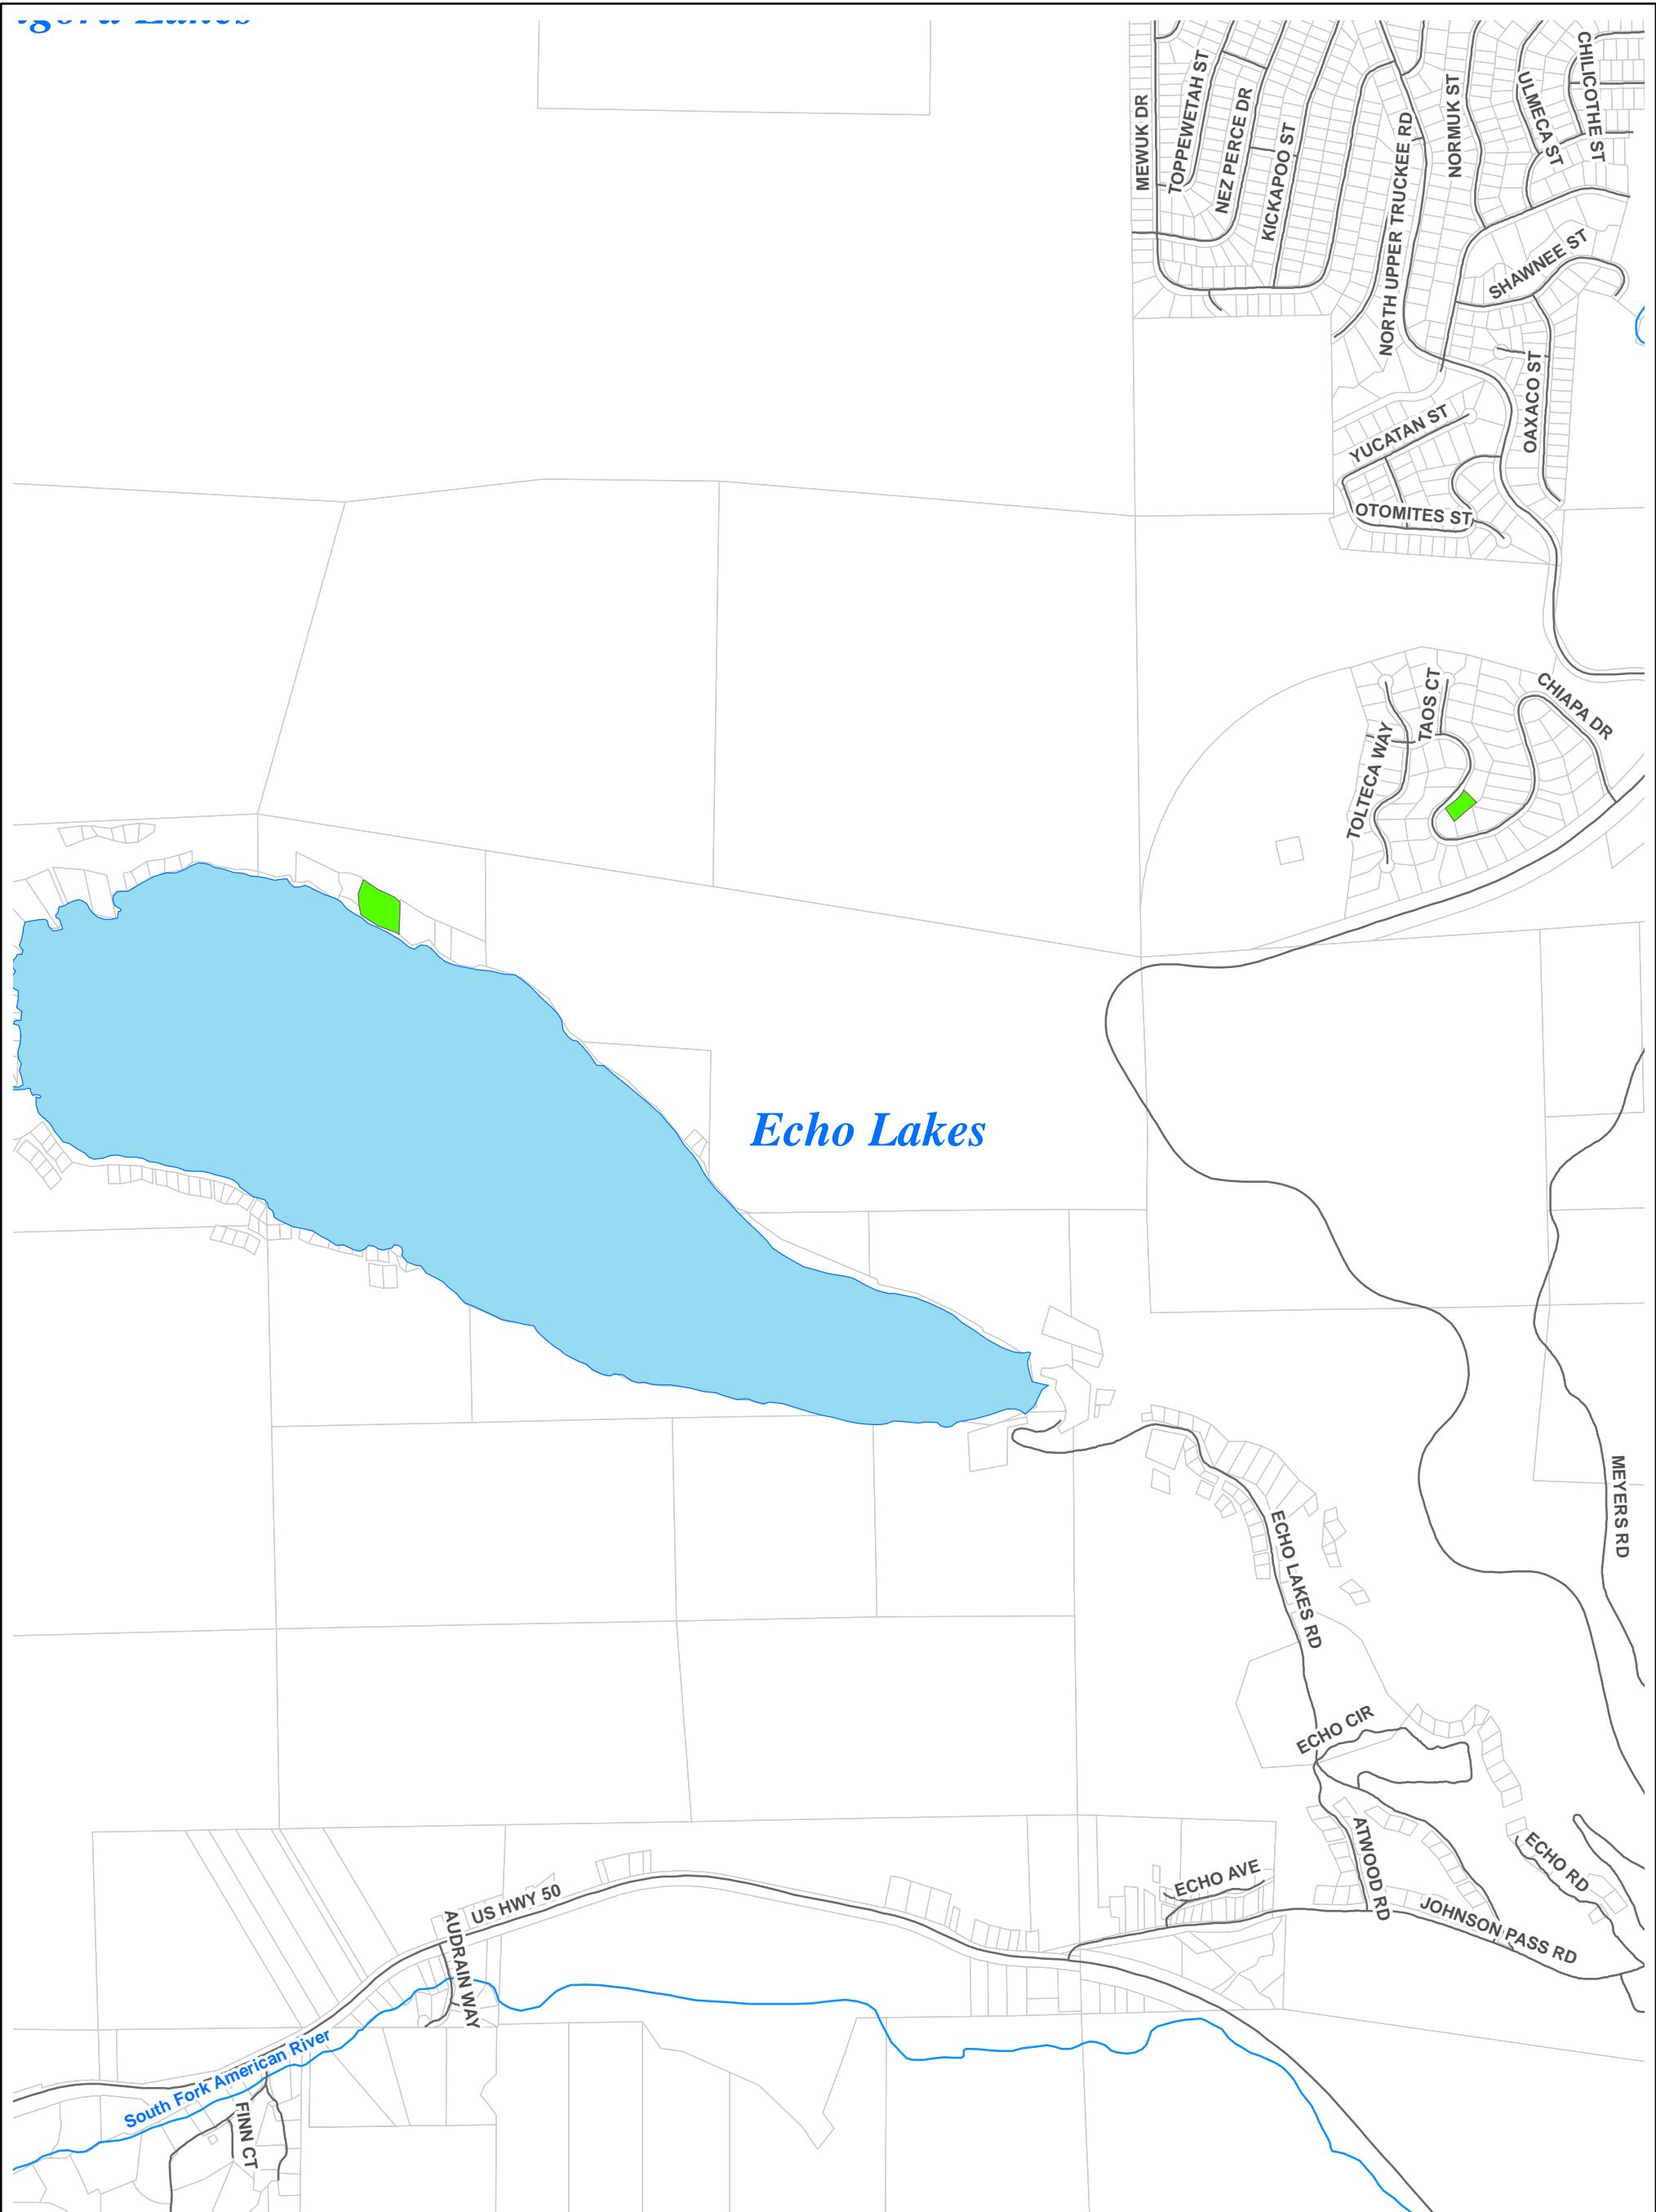 Lakes
MEWUK DR
TOPPEWETAH ST
NEZ PERCE DR
KICKAPOO ST
NORTH UPPER TRUCKEE RD
NORMUK ST
ULMECA ST
CHILICOTHE ST
SHAWNEE ST
OAXACO ST
YUCATAN ST
OTOMITES ST
TOLTECA WAY
TAOS CT
CHIAPA DR
Echo Lakes
MEYERS RD
ECHO LAKES RD
ECHO CIR
ATWOOD RD
ECHO RD
ECHO AVE
JOHNSON PASS RD
US HWY 50
AUDRAIN WAY
South Fork American River
FINN CT